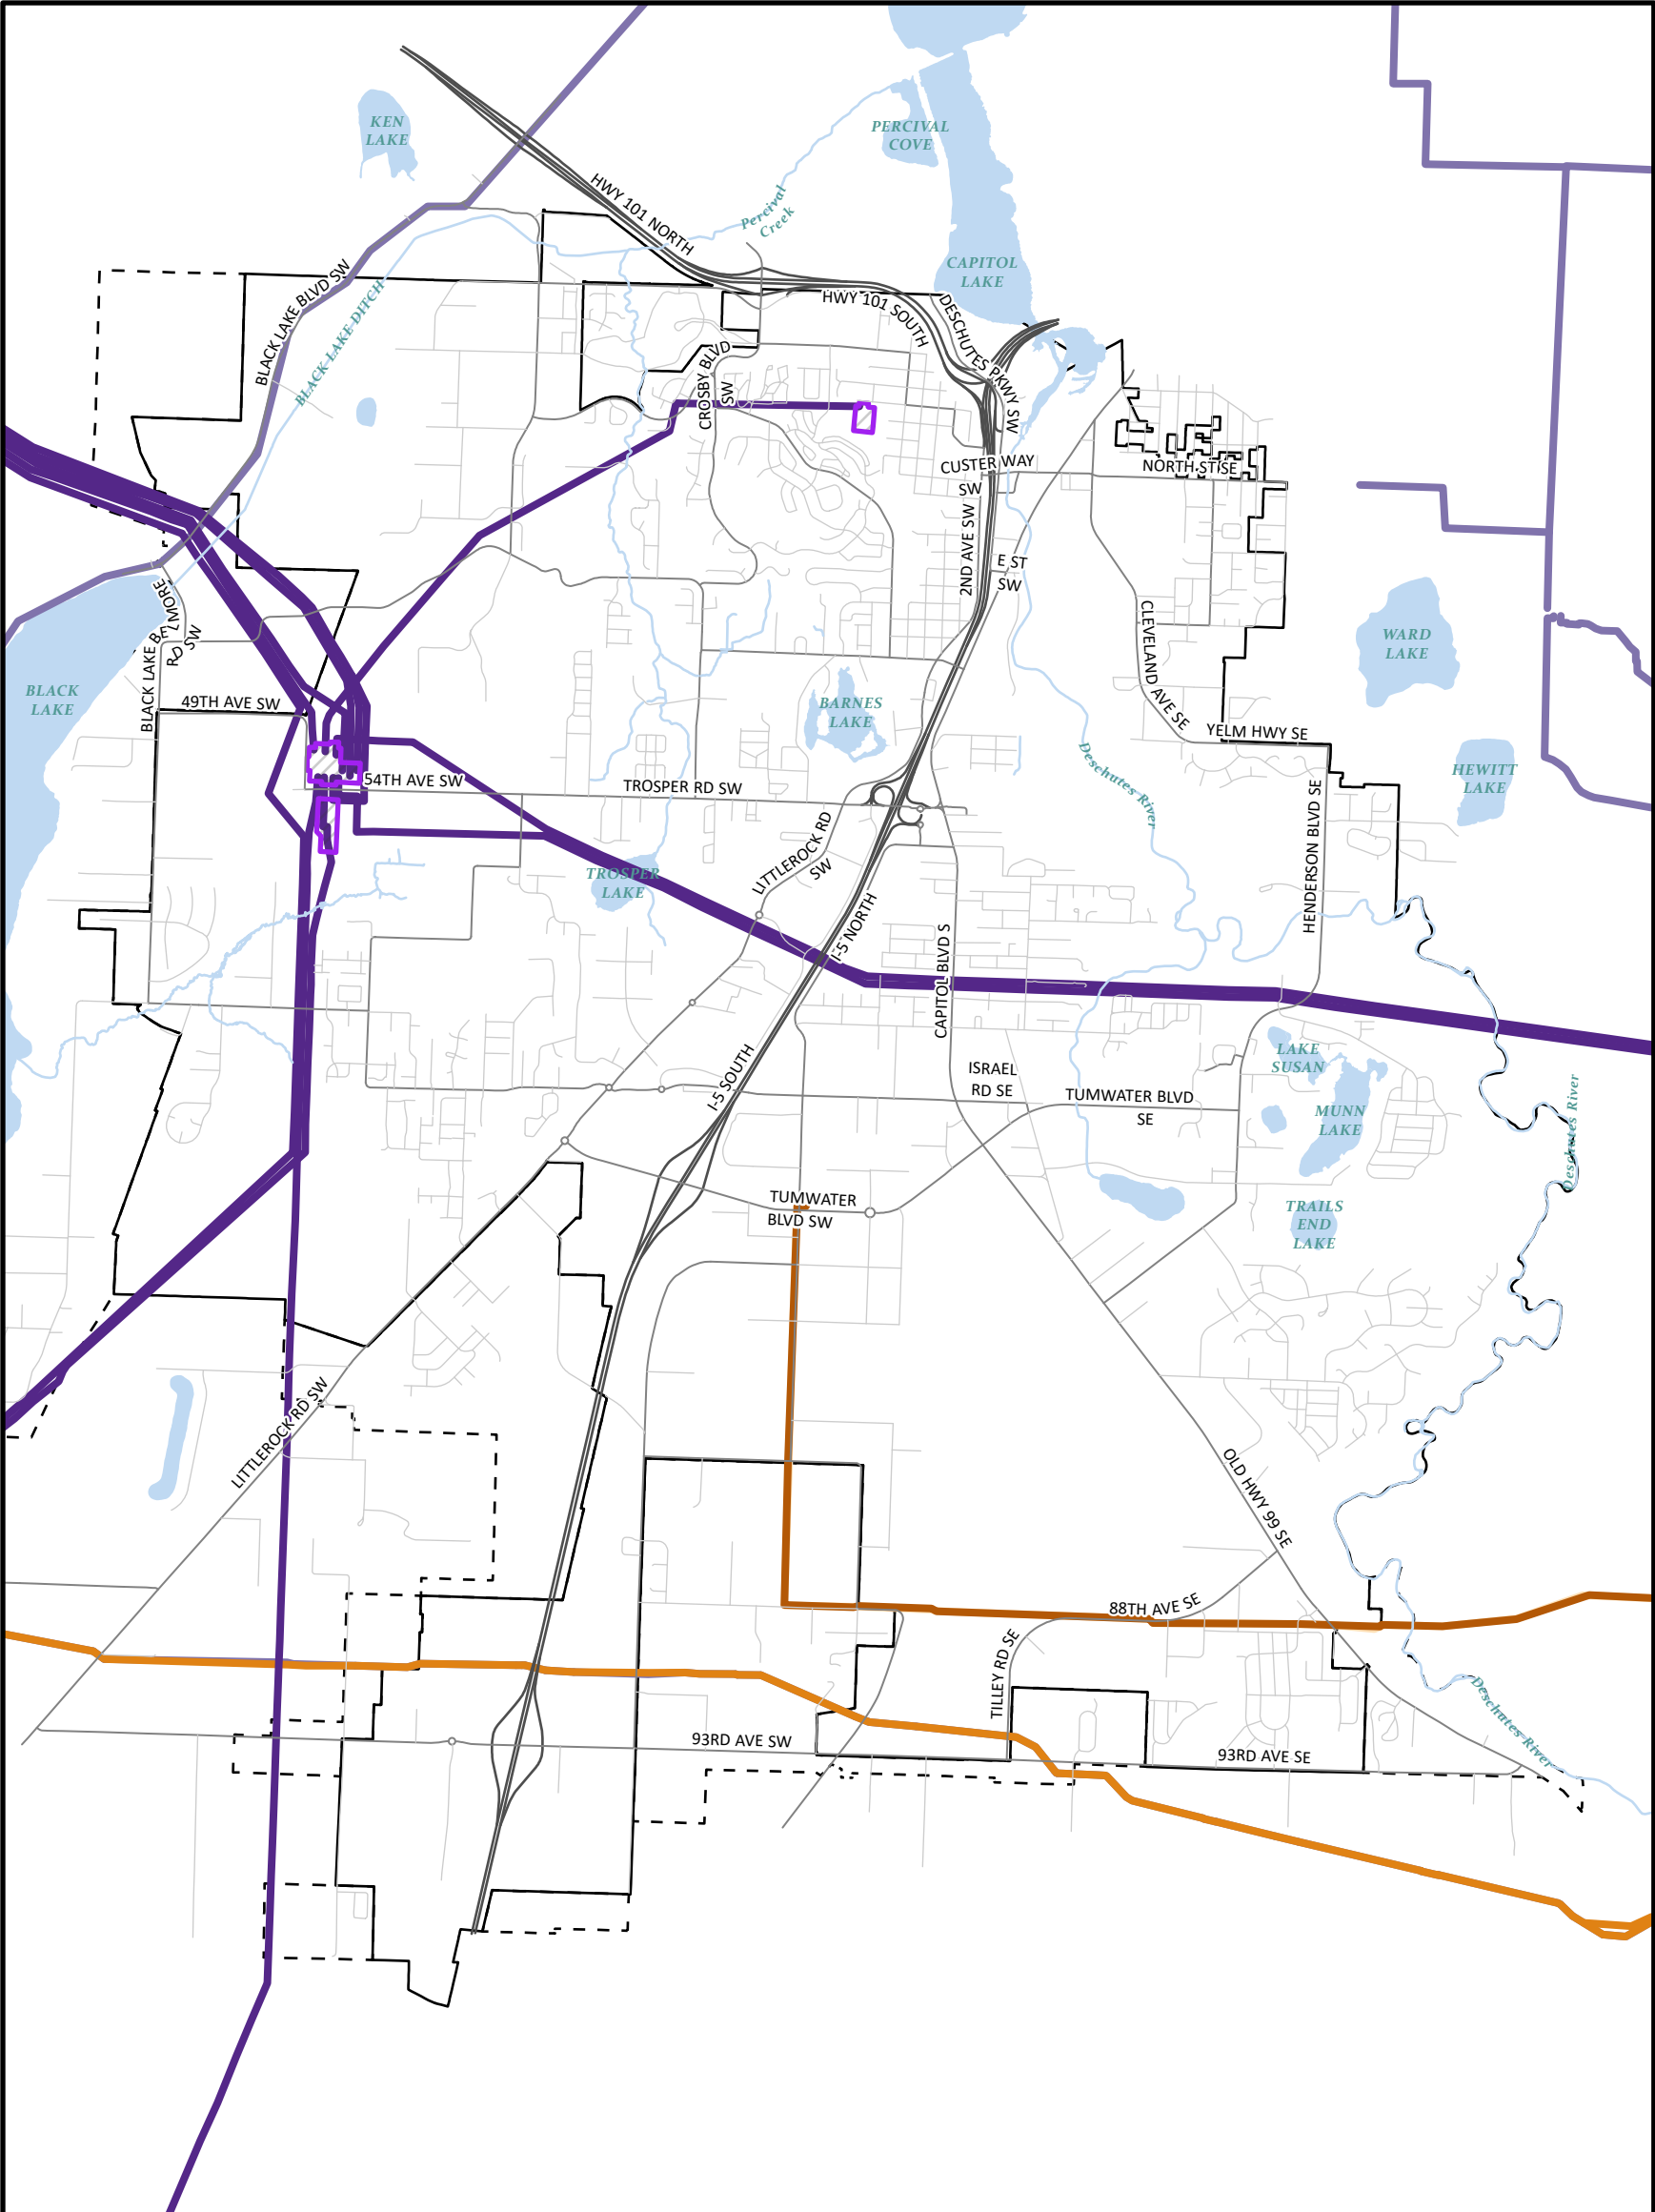 KEN
LAKE
PERCIVAL
COVE
HWY 101 NORTH
Percival
Creek
CAPITOL
LAKE
BLACK LAKE BLVD SW
BLACK LAKE DITCH
HWY 101 SOUTH
DESCHUTES PKWY SW
CROSBY BLVD
SW
CUSTER WAY
SW
NORTH ST SE
2ND AVE SW
E ST
SW
BLACK LAKE BELMORE
RD SW
CLEVELAND AVE SE
WARD
LAKE
BLACK
LAKE
49TH AVE SW
BARNES
LAKE
YELM HWY SE
Deschutes River
HEWITT
LAKE
54TH AVE SW
TROSPER RD SW
HENDERSON BLVD SE
LITTLEROCK RD
SW
TROSPER
LAKE
I-5 NORTH
CAPITOL BLVD S
I-5 SOUTH
ISRAEL
RD SE
LAKE
SUSAN
TUMWATER BLVD
SE
MUNN
LAKE
Deschutes River
TUMWATER
BLVD SW
TRAILS
END
LAKE
LITTLEROCK RD SW
OLD HWY 99 SE
88TH AVE SE
TILLEY RD SE
Deschutes River
93RD AVE SW
93RD AVE SE